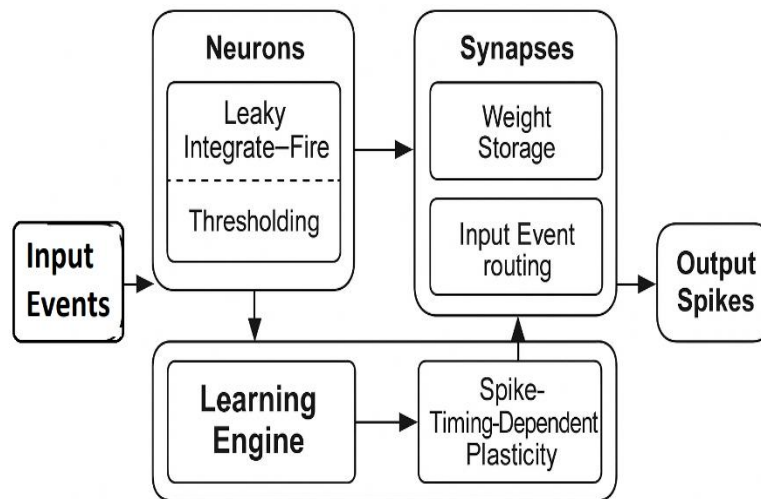 Neurons
Leaky
Integrate–Fire
Thresholding
Synapses
Weight
Storage
Input Event
routing
Input
Events
Output
Spikes
Learning
Engine
Spike-
Timing-Dependent
Plasticity